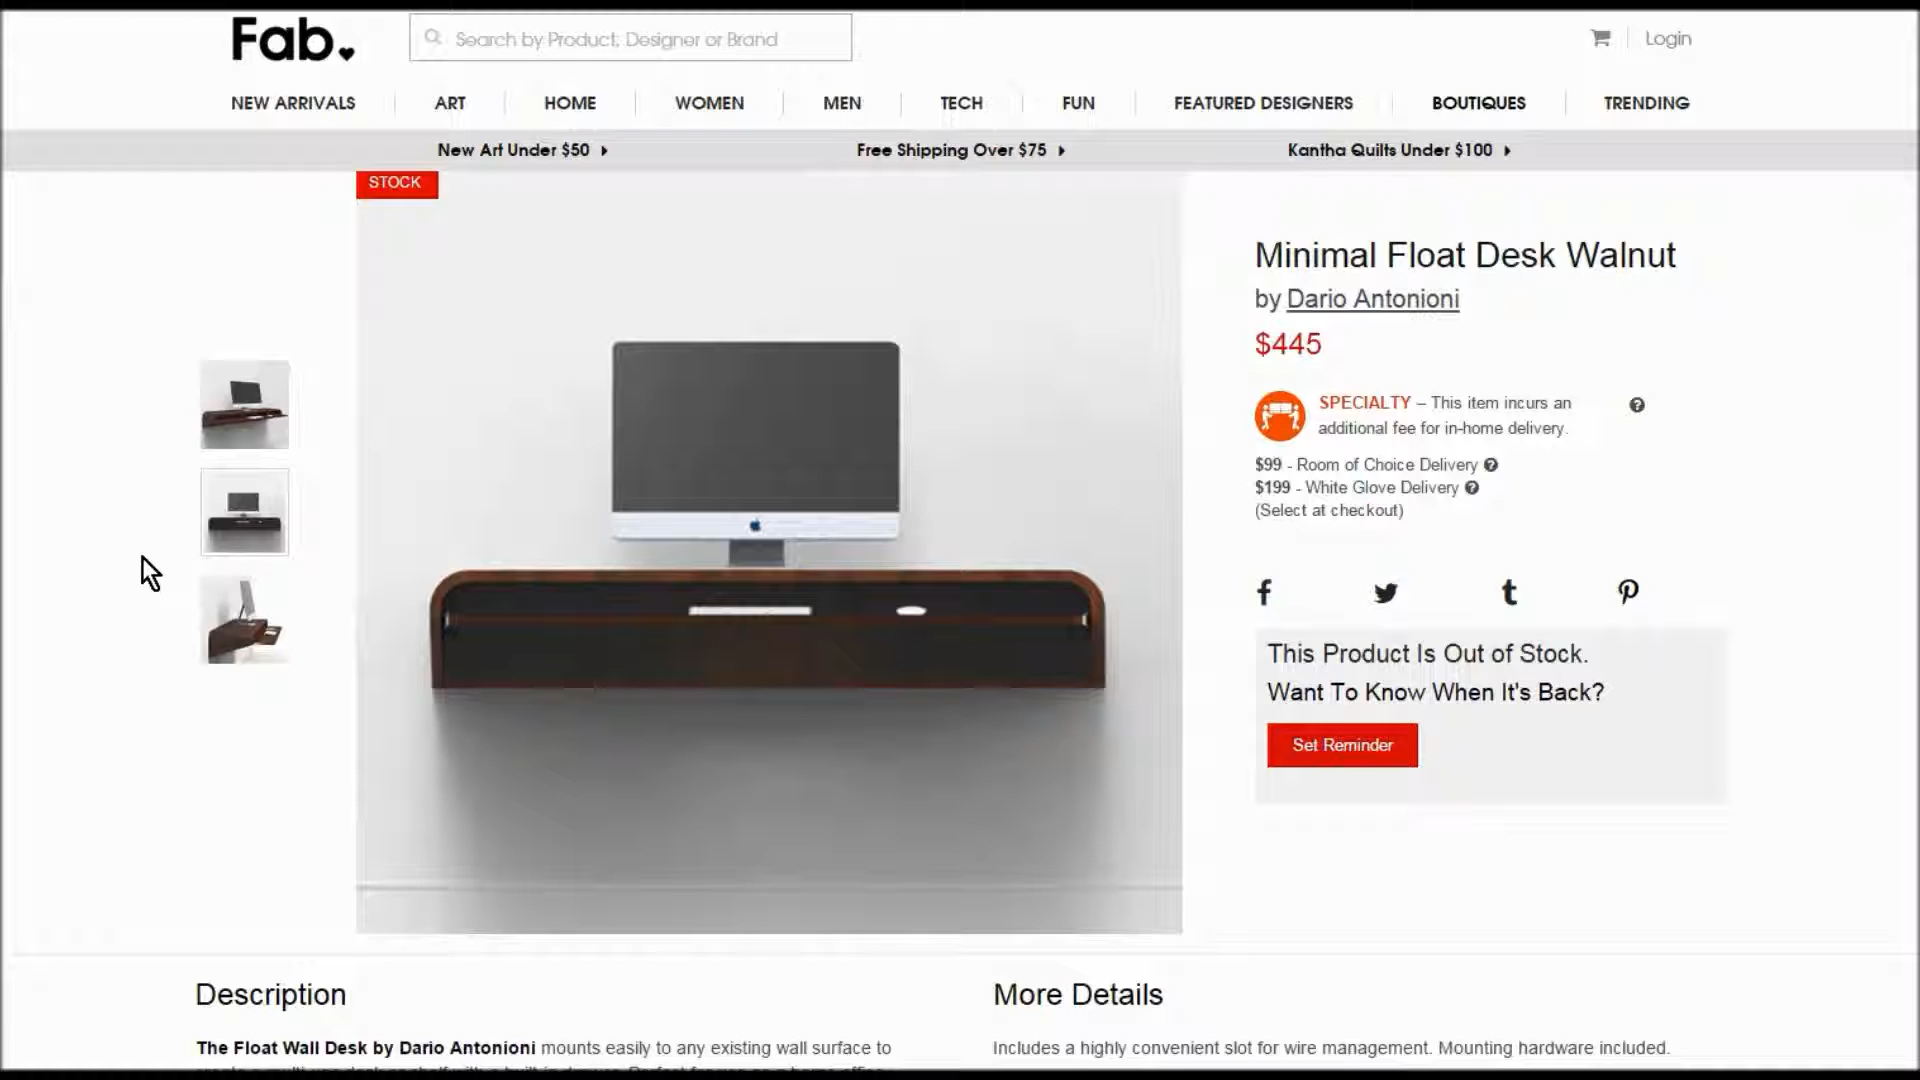 Fab.
Search by Product, Designer or Brand
Login
NEW ARRIVALS
ART
HOME
WOMEN
MEN
TECH
FUN
FEATURED DESIGNERS
BOUTIQUES
TRENDING
New Art Under $50
Free Shipping Over $75
Kantha Quilts Under $100
STOCK
Minimal Float Desk Walnut
by Dario Antonioni
$445
SPECIALTY – This item incurs an
additional fee for in-home delivery.
$99 - Room of Choice Delivery
$199 - White Glove Delivery
(Select at checkout)
This Product Is Out of Stock.
Want To Know When It's Back?
Set Reminder
Description
The Float Wall Desk by Dario Antonioni mounts easily to any existing wall surface to
More Details
Includes a highly convenient slot for wire management. Mounting hardware included.